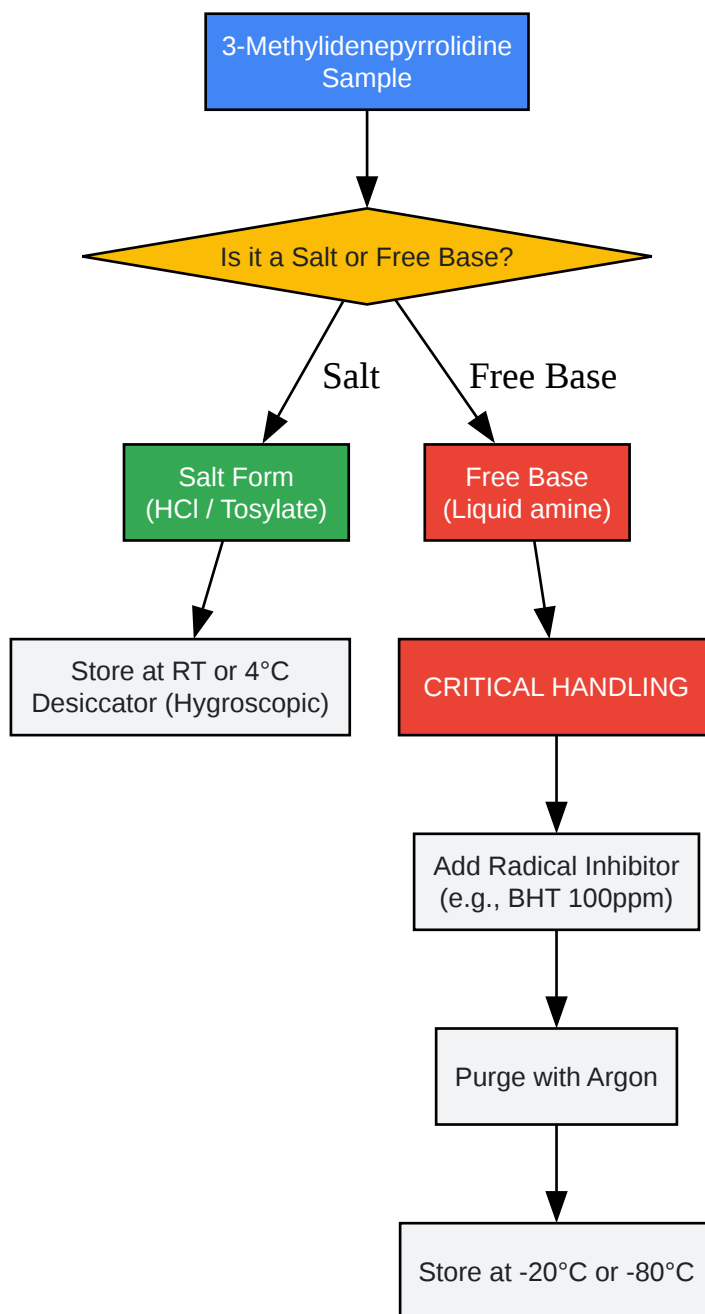 3-Methylidenepyrrolidine
Sample
Is it a Salt or Free Base?
Salt
Free Base
Salt Form
(HCl / Tosylate)
Free Base
(Liquid amine)
Store at RT or 4°C
Desiccator (Hygroscopic)
CRITICAL HANDLING
Add Radical Inhibitor
(e.g., BHT 100ppm)
Purge with Argon
Store at -20°C or -80°C